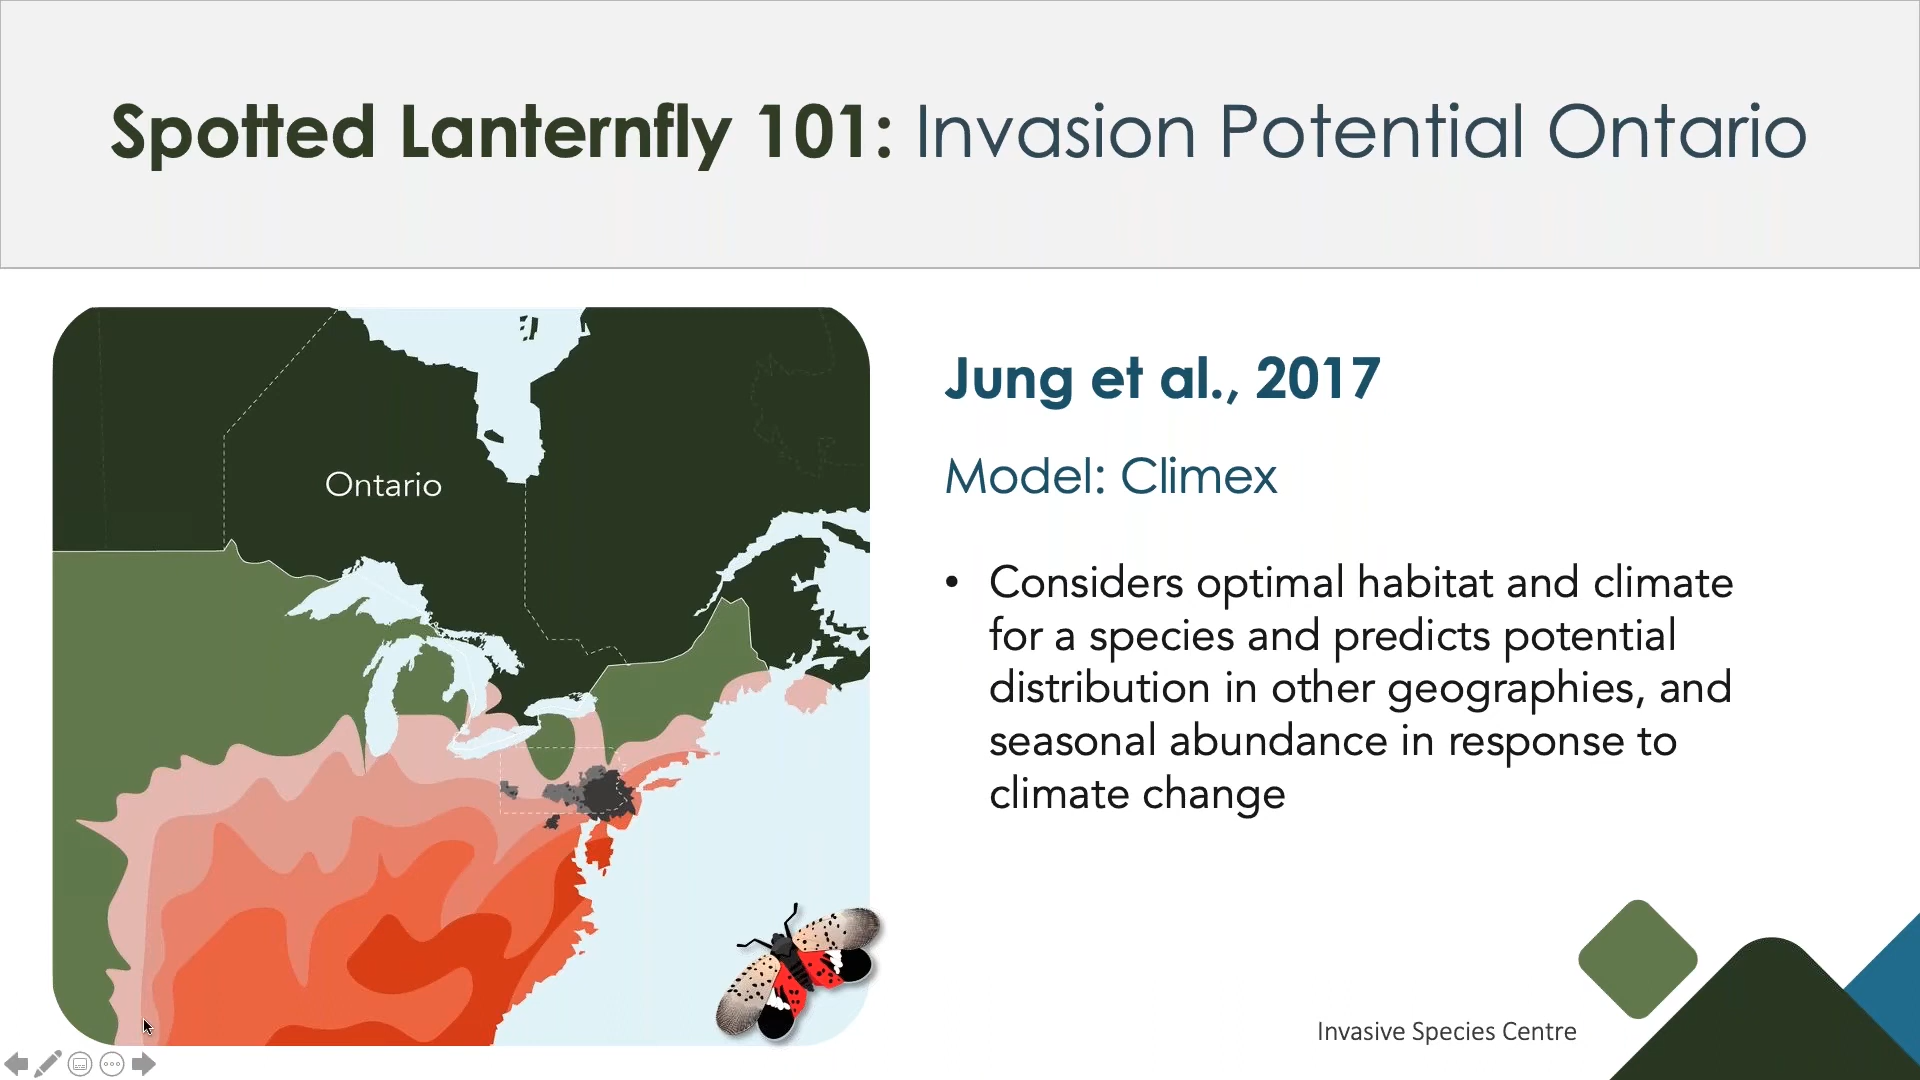 Spotted Lanternfly 101: Invasion Potential Ontario
Ontario
Jung et al., 2017
Model: Climex
• Considers optimal habitat and climate
for a species and predicts potential
distribution in other geographies, and
seasonal abundance in response to
climate change
Invasive Species Centre